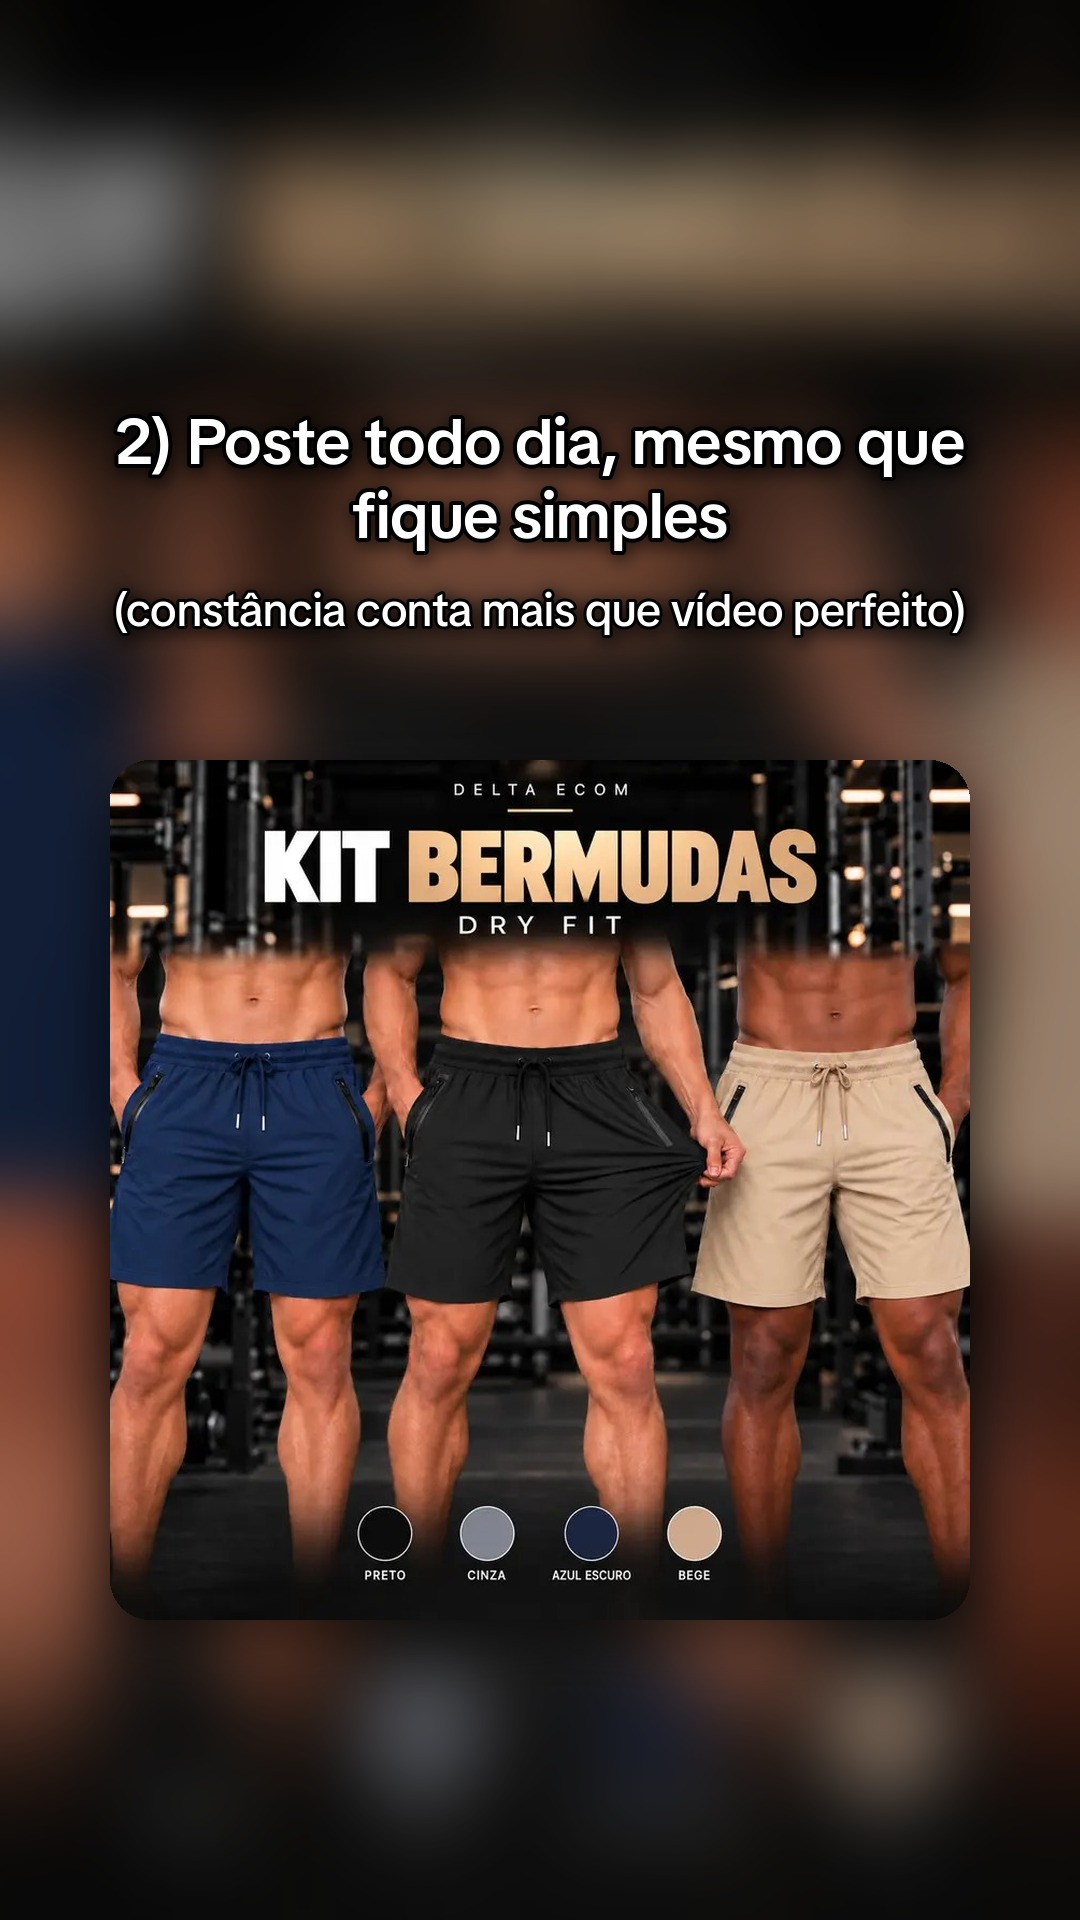 2) Poste todo dia, mesmo que
fique simples
(constância conta mais que vídeo perfeito)
DELTA ECOM
KIT BERMUDAS
DRY FIT
PRETO
CINZA
AZUL ESCURO
BEGE